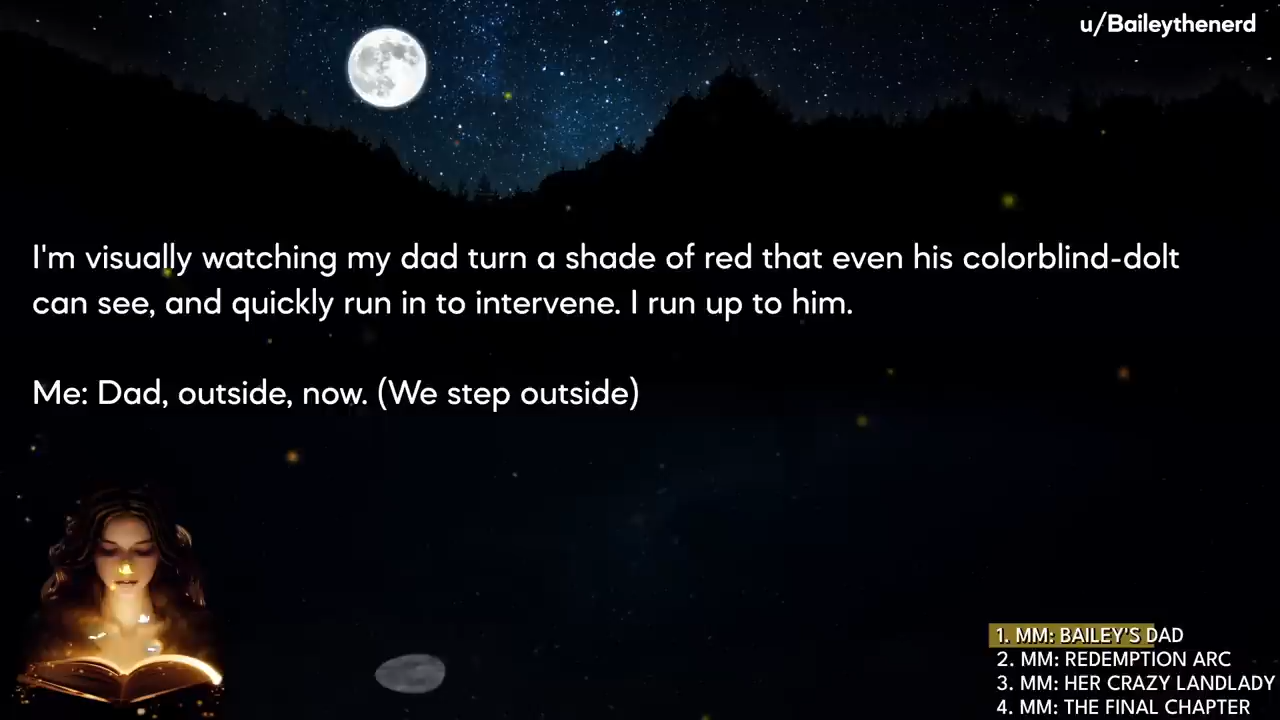 u/Baileythenerd
I'm visually watching my dad turn a shade of red that even his colorblind-dolt
can see, and quickly run in to intervene. I run up to him.
Me: Dad, outside, now. (We step outside)
1. MM: BAILEY'S DAD
2. MM: REDEMPTION ARC
3. MM: HER CRAZY LANDLADY
4. MM: THE FINAL CHAPTER